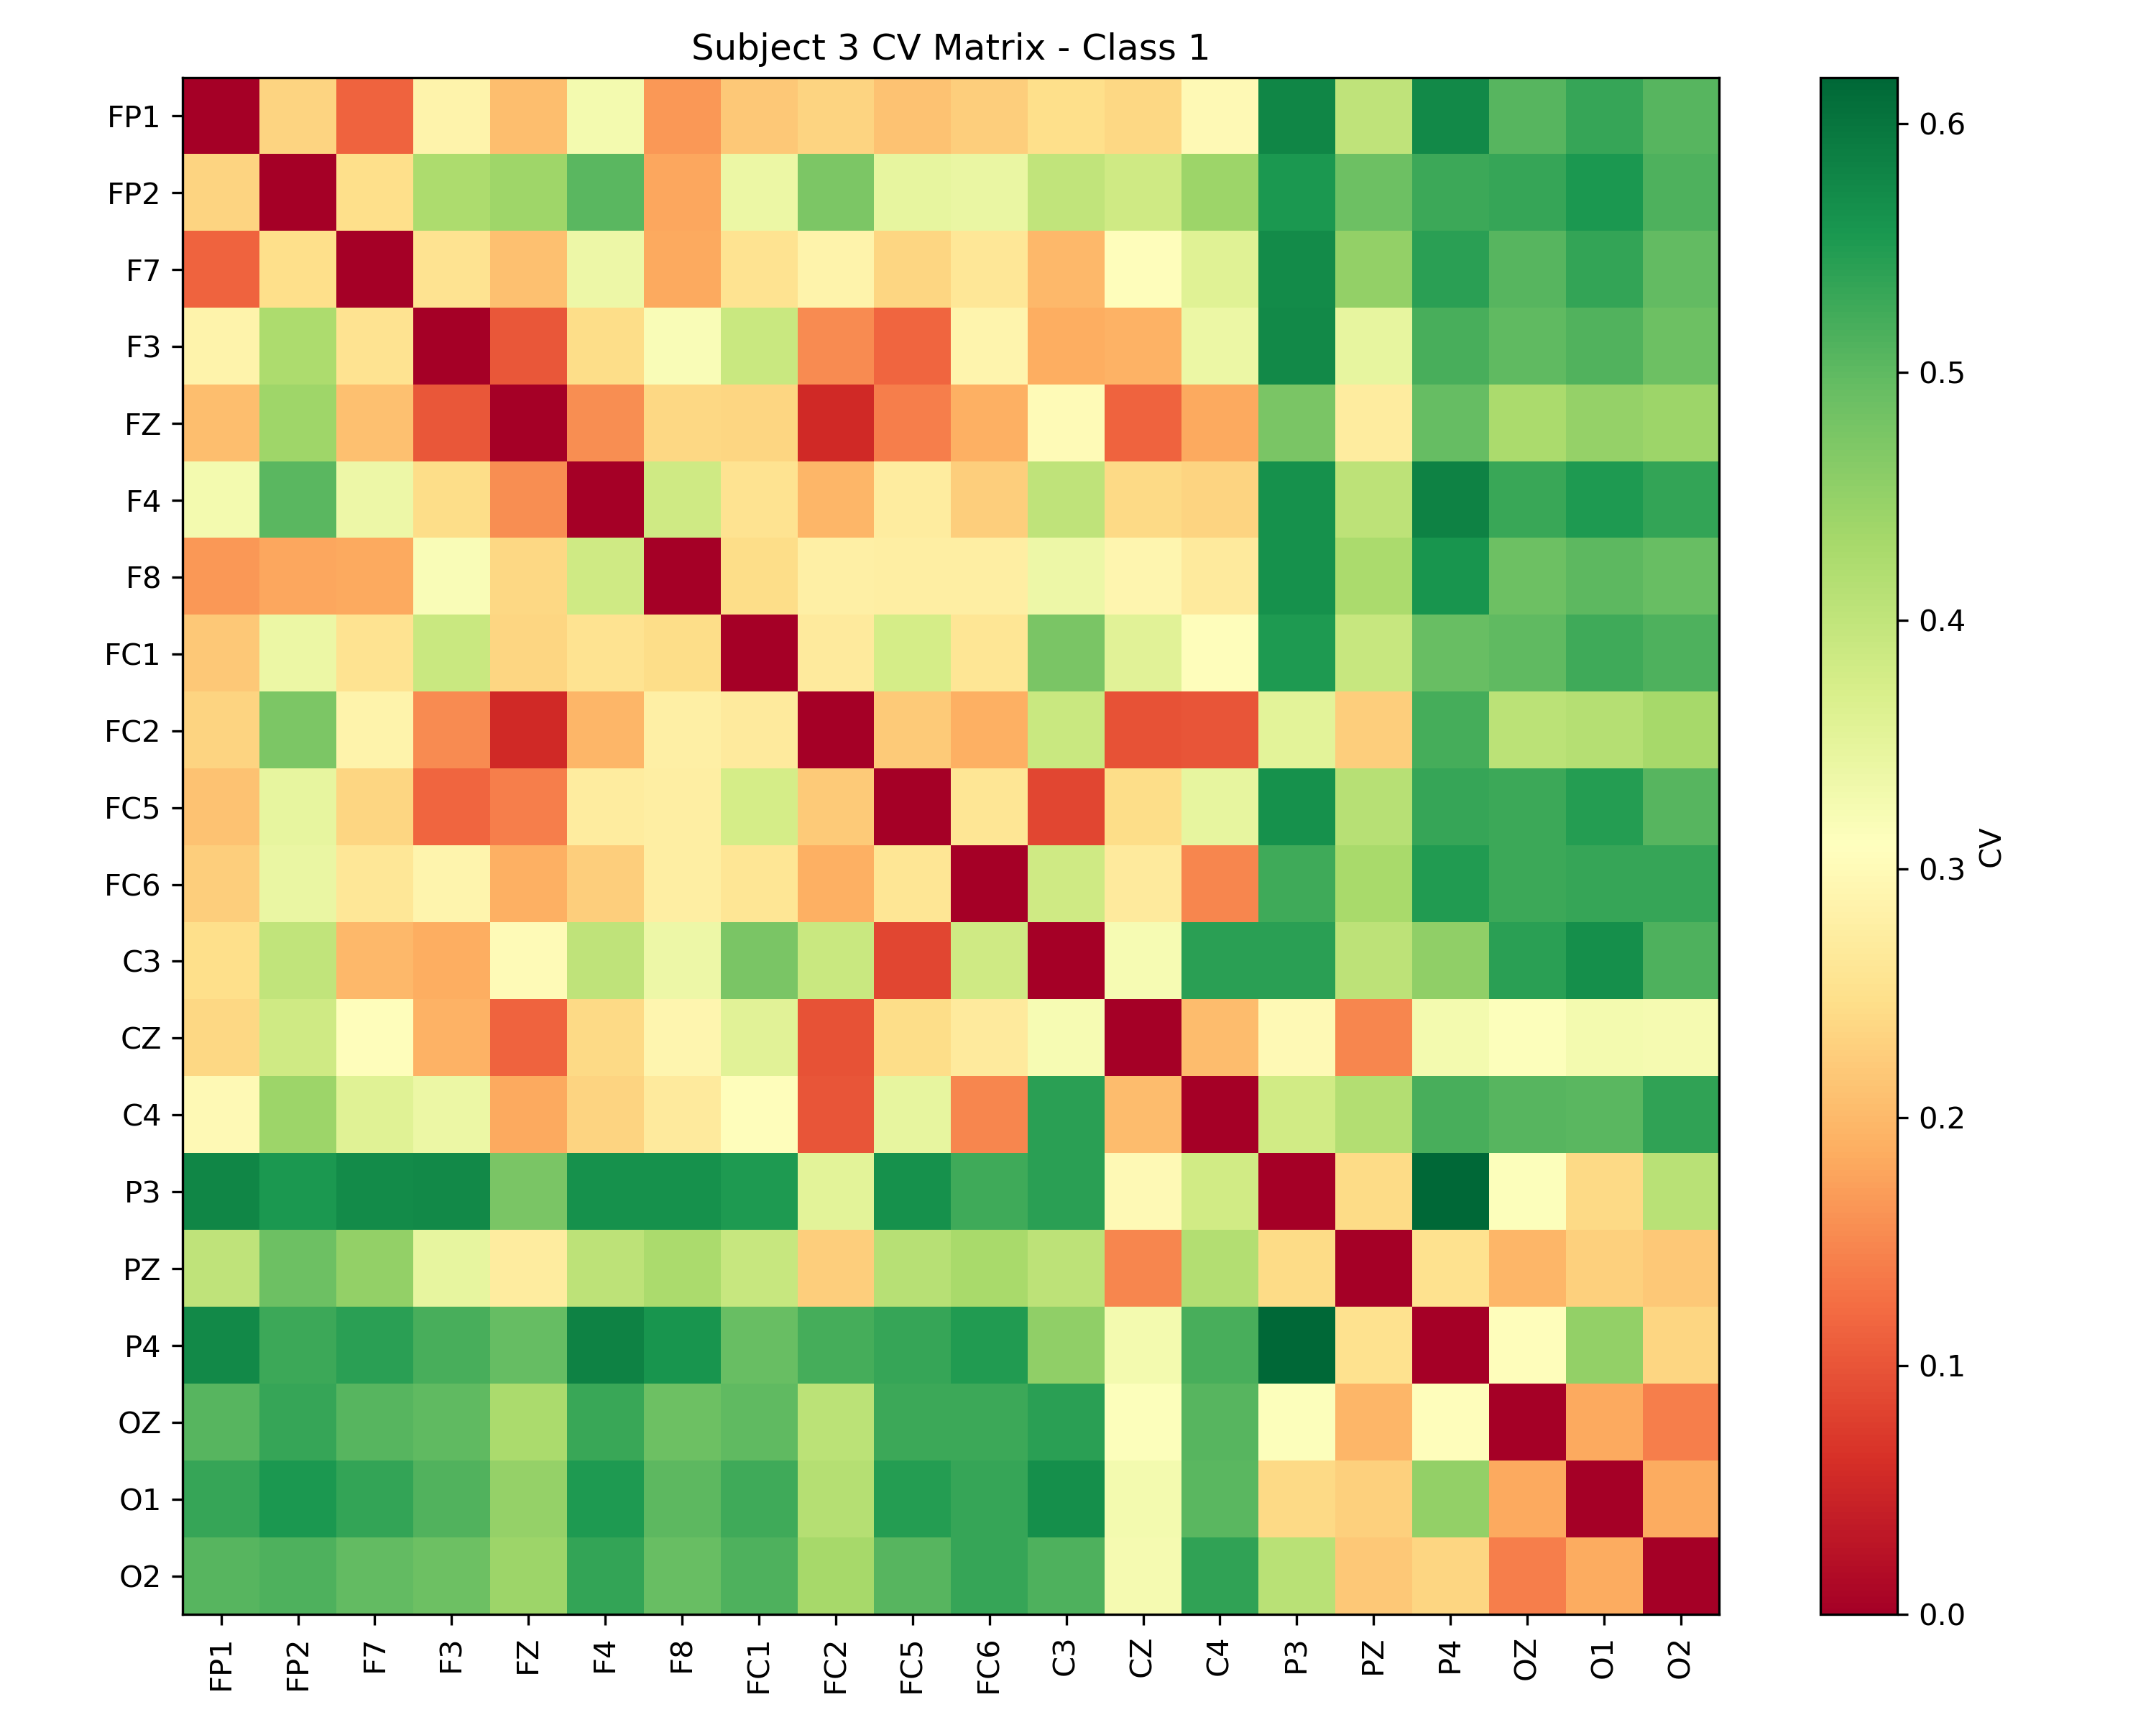 Subject 3 CV Matrix - Class 1
FP1
FP2
F7
F3
FZ
F4
F8
FC1
FC2
FC5
FC6
C3
CZ
C4
P3
PZ
P4
OZ
O1
O2
FP1 FP2 F7 F3 FZ F4 F8 FC1 FC2 FC5 FC6 C3 CZ C4 P3 PZ P4 OZ O1 O2
0.6
0.5
0.4
0.3
0.2
0.1
0.0
CV